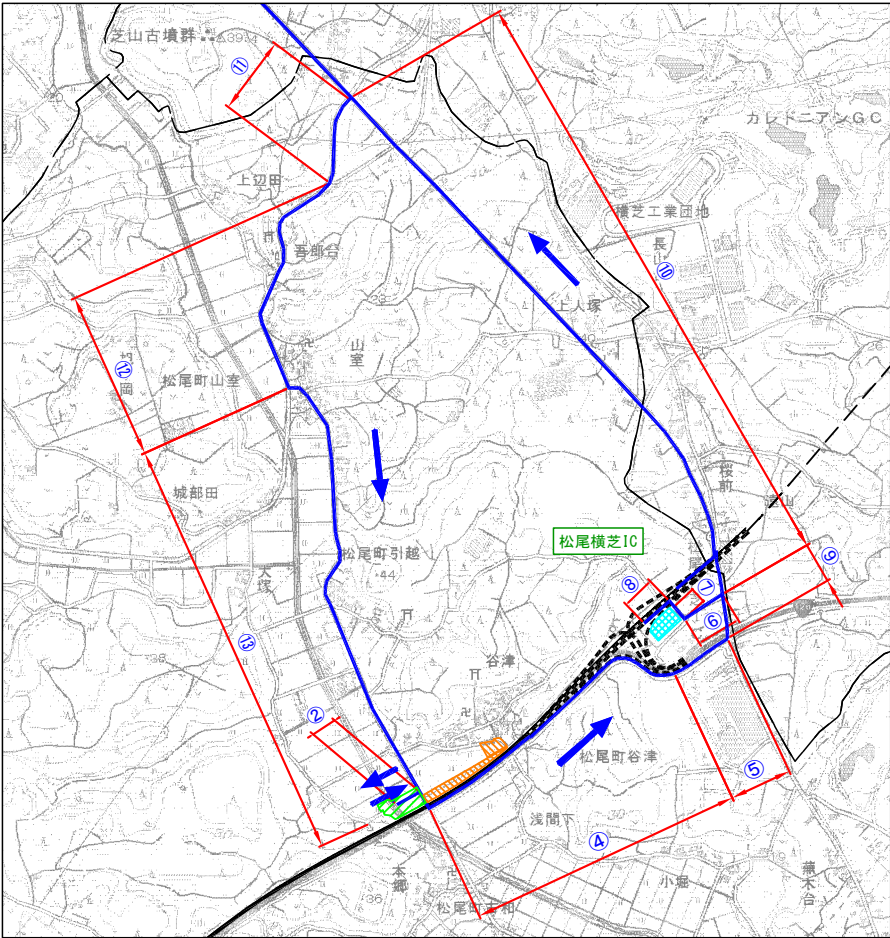 芝山古墳群
⑪
カレドニアンGC
上辺田
横芝工業団地
吾郎台
⑩
上人塚
山室
⑫
松尾町山室
桜前
城部田
松尾横芝IC
松尾町引越
44
大塚
⑨
⑧
⑦
⑥
⑬
谷津
②
松尾町谷津
⑤
浅間下
④
本郷
小堀
蕪木台
36